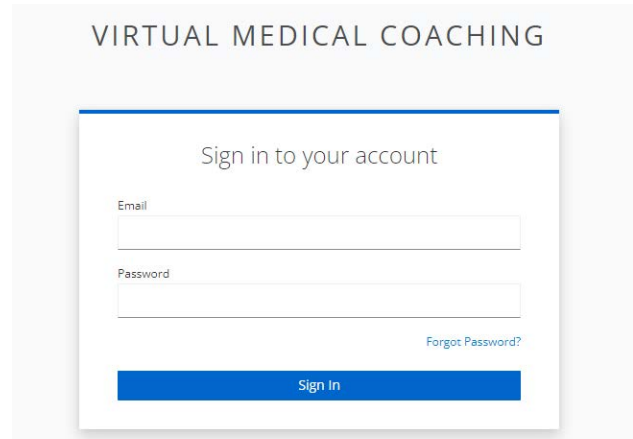 VIRTUAL MEDICAL COACHING
Sign in to your account
Email
Password
Forgot Password?
Sign In